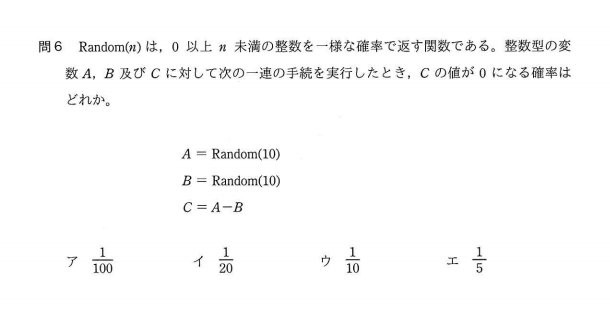 問6 Random(n) は，0 以上 n 未満の整数を一様な確率で返す関数である。整数型の変
数 A，B 及び C に対して次の一連の手続を実行したとき，C の値が 0 になる確率は
どれか。
A = Random(10)
B = Random(10)
C = A−B
ア 1/100 イ 1/20 ウ 1/10 エ 1/5